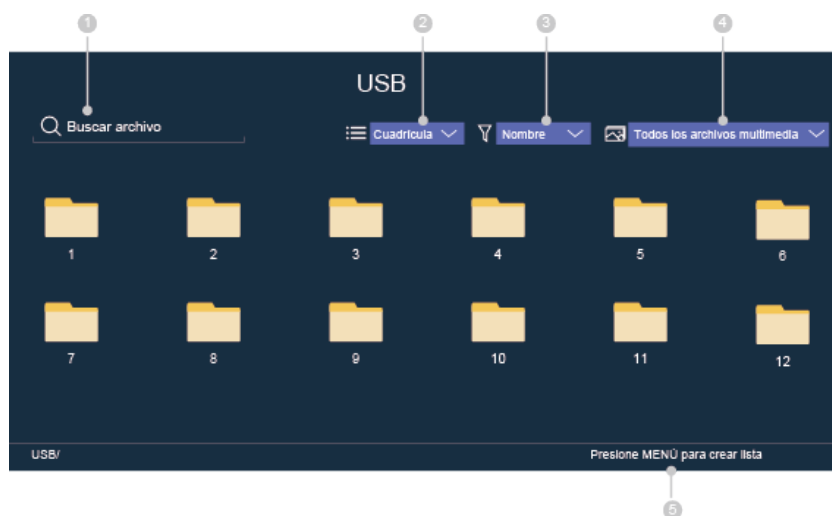 1 2 3 4
USB
Buscar archivo
Cuadrícula Nombre Todos los archivos multimedia
1 2 3 4 5 6
7 8 9 10 11 12
USB/ Presione MENÚ para crear lista
5